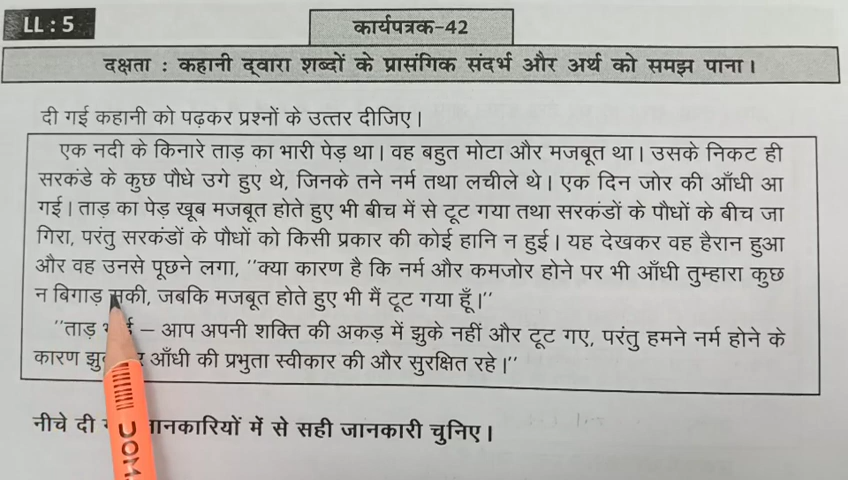 LL : 5
कार्यपत्रक-42
दक्षता : कहानी द्वारा शब्दों के प्रासंगिक संदर्भ और अर्थ को समझ पाना।
दी गई कहानी को पढ़कर प्रश्नों के उत्तर दीजिए।
एक नदी के किनारे ताड़ का भारी पेड़ था। वह बहुत मोटा और मजबूत था। उसके निकट ही
सरकंडे के कुछ पौधे उगे हुए थे, जिनके तने नर्म तथा लचीले थे। एक दिन जोर की आँधी आ
गई। ताड़ का पेड़ खूब मजबूत होते हुए भी बीच में से टूट गया तथा सरकंडों के पौधों के बीच जा
गिरा, परंतु सरकंडों के पौधों को किसी प्रकार की कोई हानि न हुई। यह देखकर वह हैरान हुआ
और वह उनसे पूछने लगा, "क्या कारण है कि नर्म और कमजोर होने पर भी आँधी तुम्हारा कुछ
न बिगाड़ सकी, जबकि मजबूत होते हुए भी मैं टूट गया हूँ।"
"ताड़ – आप अपनी शक्ति की अकड़ में झुके नहीं और टूट गए, परंतु हमने नर्म होने के
कारण आँधी की प्रभुता स्वीकार की और सुरक्षित रहे।"
नीचे दी में से सही जानकारी चुनिए।
DOM